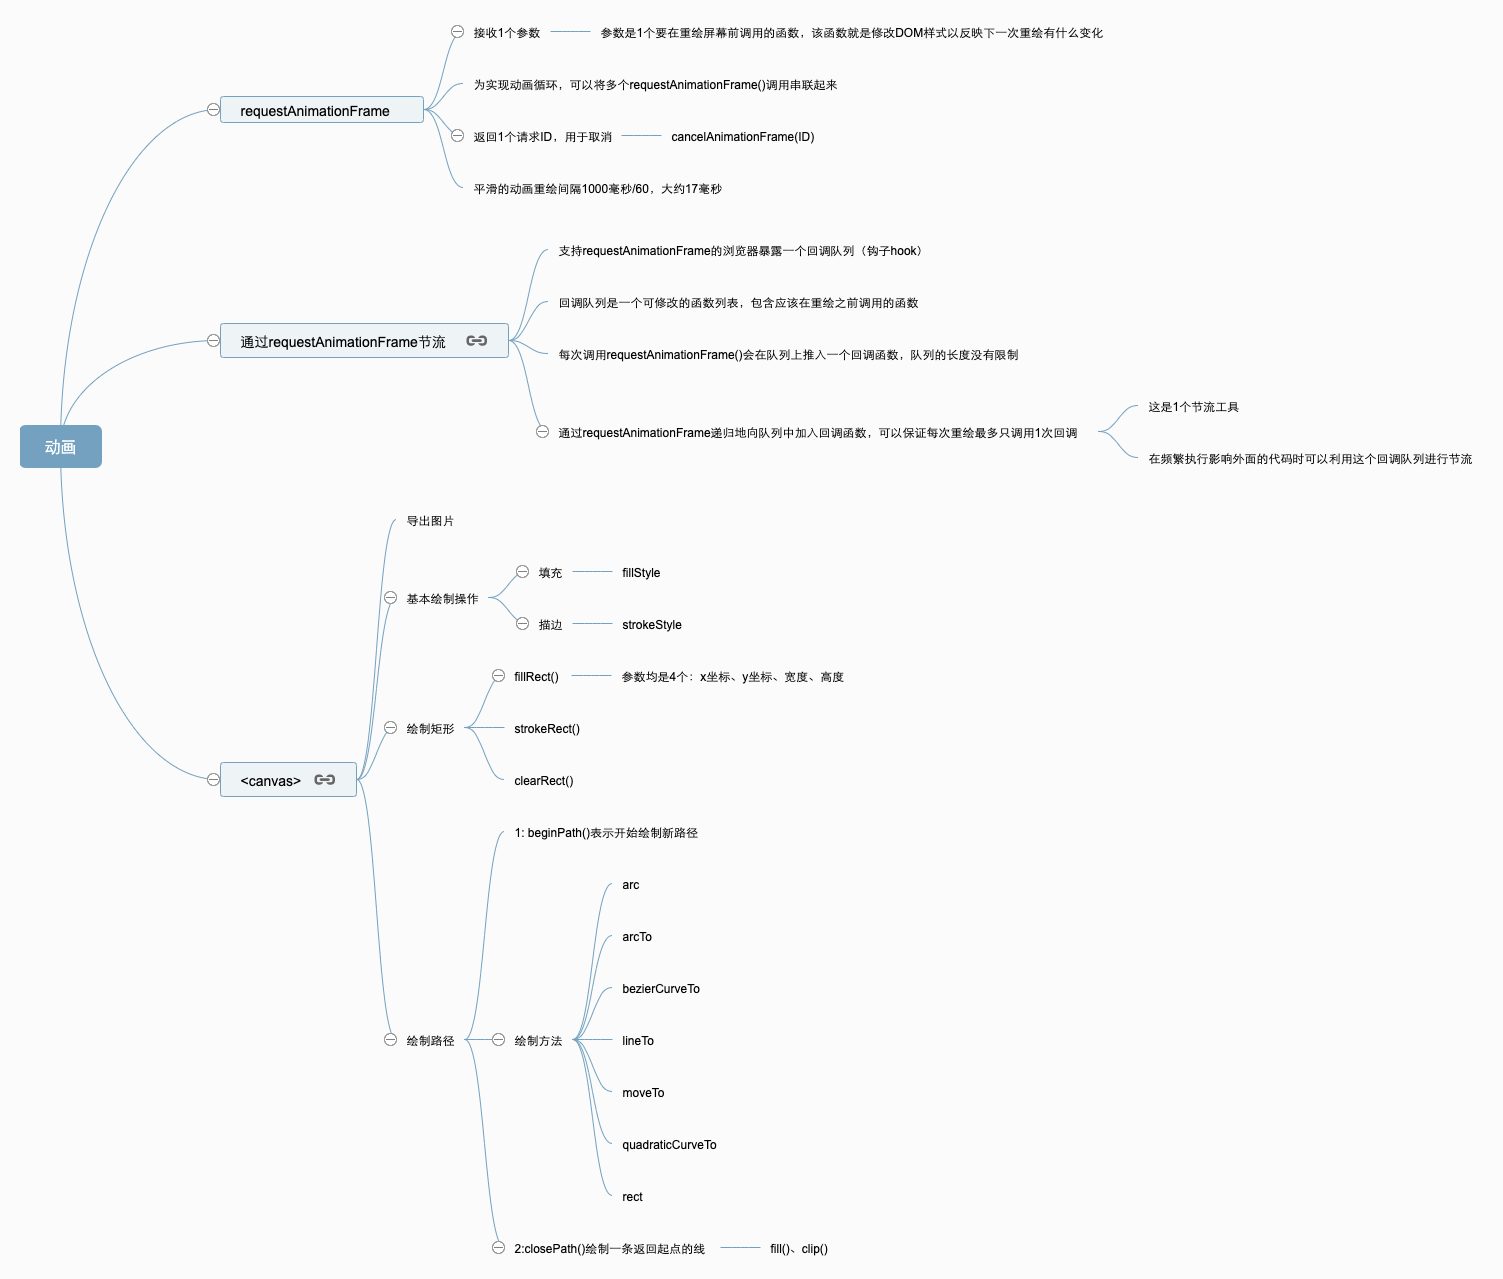 动画
requestAnimationFrame
接收1个参数
参数是1个要在重绘屏幕前调用的函数，该函数就是修改DOM样式以反映下一次重绘有什么变化
为实现动画循环，可以将多个requestAnimationFrame()调用串联起来
返回1个请求ID，用于取消
cancelAnimationFrame(ID)
平滑的动画重绘间隔1000毫秒/60，大约17毫秒
通过requestAnimationFrame节流
支持requestAnimationFrame的浏览器暴露一个回调队列（钩子hook）
回调队列是一个可修改的函数列表，包含应该在重绘之前调用的函数
每次调用requestAnimationFrame()会在队列上推入一个回调函数，队列的长度没有限制
通过requestAnimationFrame递归地向队列中加入回调函数，可以保证每次重绘最多只调用1次回调
这是1个节流工具
在频繁执行影响外面的代码时可以利用这个回调队列进行节流
<canvas>
导出图片
基本绘制操作
填充
fillStyle
描边
strokeStyle
绘制矩形
fillRect()
参数均是4个：x坐标、y坐标、宽度、高度
strokeRect()
clearRect()
绘制路径
1: beginPath()表示开始绘制新路径
绘制方法
arc
arcTo
bezierCurveTo
lineTo
moveTo
quadraticCurveTo
rect
2:closePath()绘制一条返回起点的线
fill()、clip()